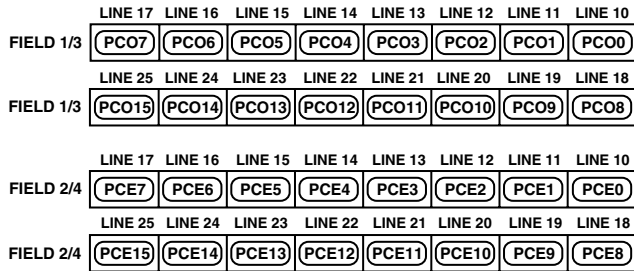 LINE 17 LINE 16 LINE 15 LINE 14 LINE 13 LINE 12 LINE 11 LINE 10
FIELD 1/3 PCO7 PCO6 PCO5 PCO4 PCO3 PCO2 PCO1 PCO0
LINE 25 LINE 24 LINE 23 LINE 22 LINE 21 LINE 20 LINE 19 LINE 18
FIELD 1/3 PCO15 PCO14 PCO13 PCO12 PCO11 PCO10 PCO9 PCO8
LINE 17 LINE 16 LINE 15 LINE 14 LINE 13 LINE 12 LINE 11 LINE 10
FIELD 2/4 PCE7 PCE6 PCE5 PCE4 PCE3 PCE2 PCE1 PCE0
LINE 25 LINE 24 LINE 23 LINE 22 LINE 21 LINE 20 LINE 19 LINE 18
FIELD 2/4 PCE15 PCE14 PCE13 PCE12 PCE11 PCE10 PCE9 PCE8